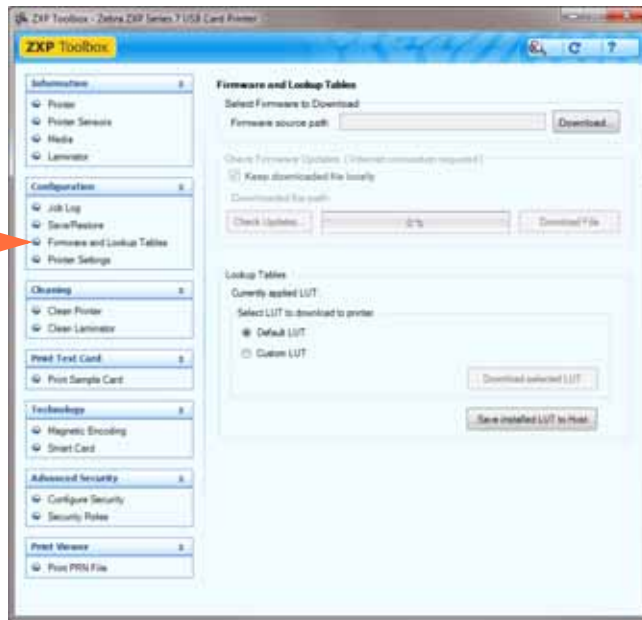 ZXP Toolbox - Zebra ZXP Series 7 USB Card Printer
ZXP Toolbox
Information
Printer
Printer Sensors
Media
Laminator
Configuration
Job Log
Save/Restore
Firmware and Lookup Tables
Printer Settings
Cleaning
Clean Printer
Clean Laminator
Print Test Card
Print Sample Card
Technology
Magnetic Encoding
Smart Card
Advanced Security
Configure Security
Security Roles
Print Viewer
Print PRN File
Firmware and Lookup Tables
Select Firmware to Download
Firmware source path
Download...
Check Firmware Updates (Internet connection required)
Keep downloaded file locally
Downloaded file path
Check Updates...
0 %
Download File
Lookup Tables
Currently applied LUT:
Select LUT to download to printer
Default LUT
Custom LUT
Download selected LUT
Save installed LUT to Host